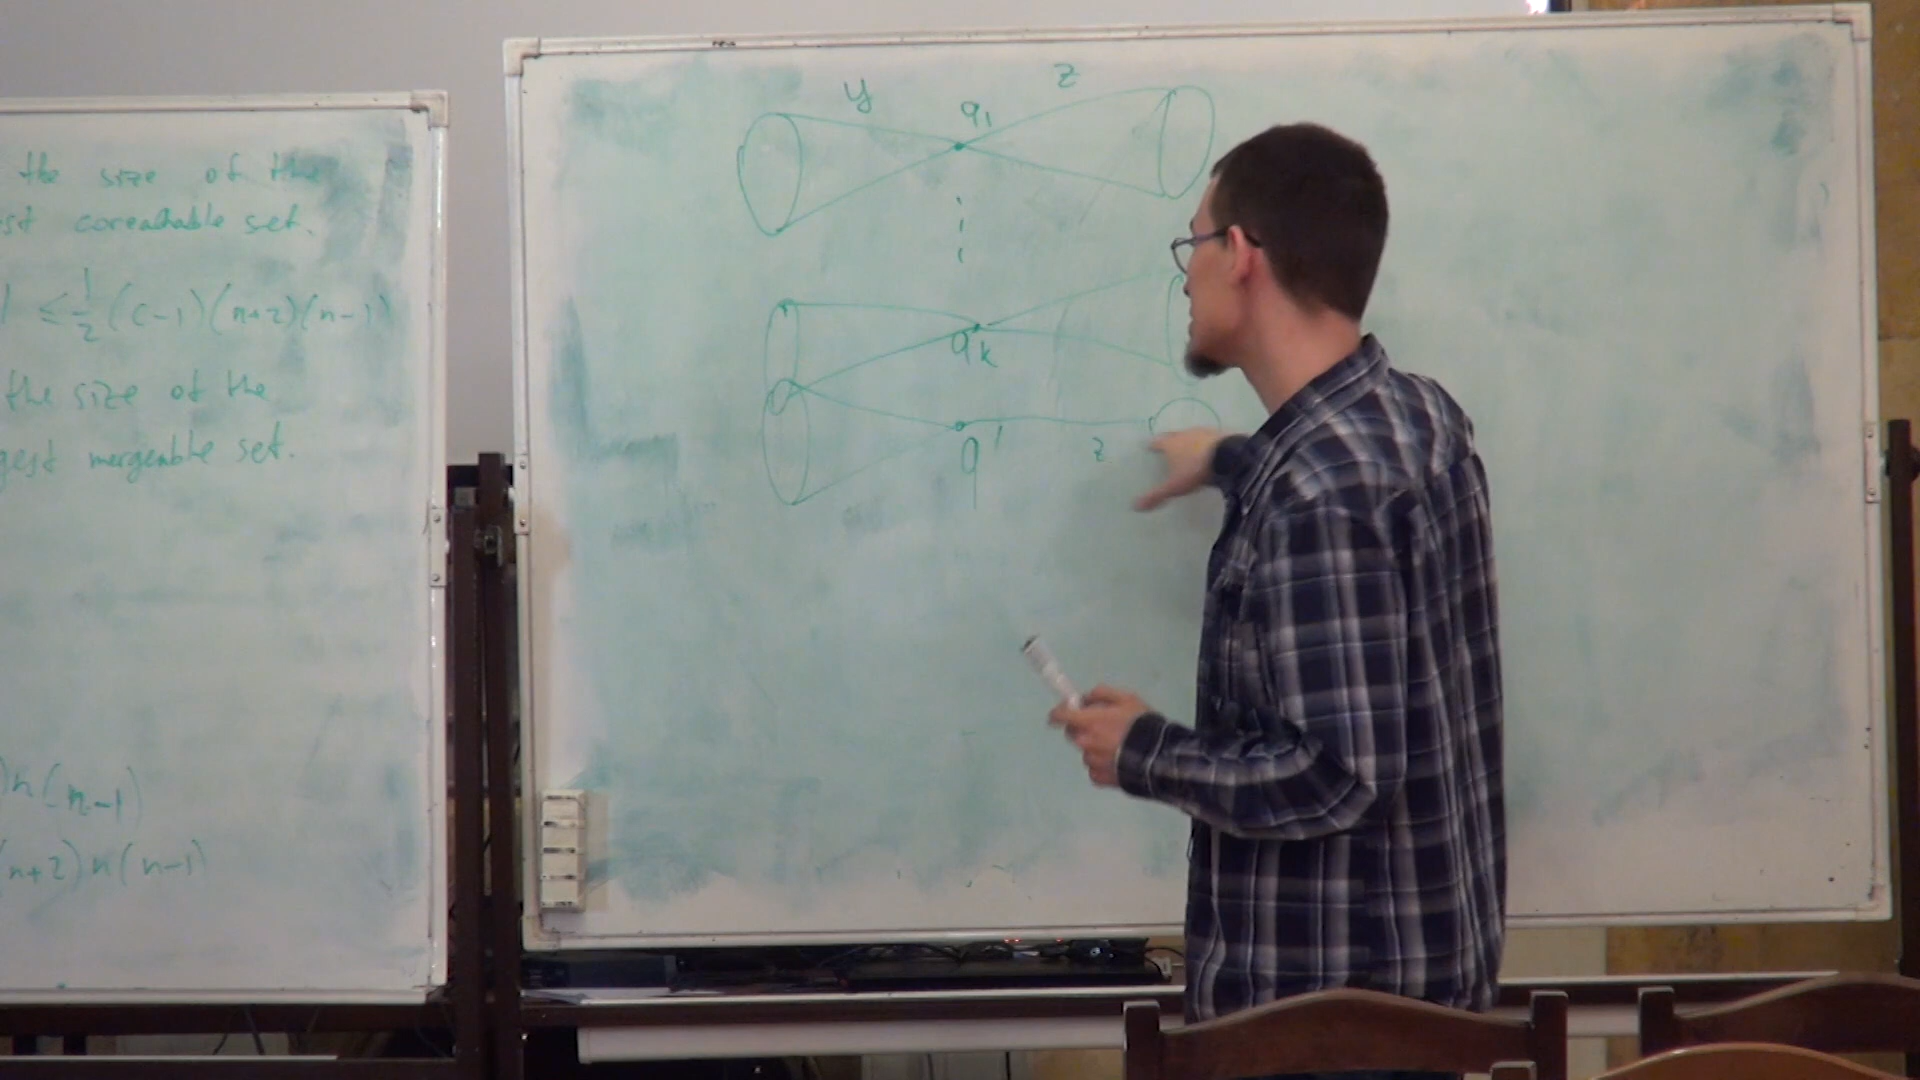 the size of the
est coreachable set.
≤ 1/2 (c-1)(n+2)(n-1)
the size of the
gest mergeable set.
)n(n-1)
(n+2)n(n-1)
y z
q₁
qₖ
q' z